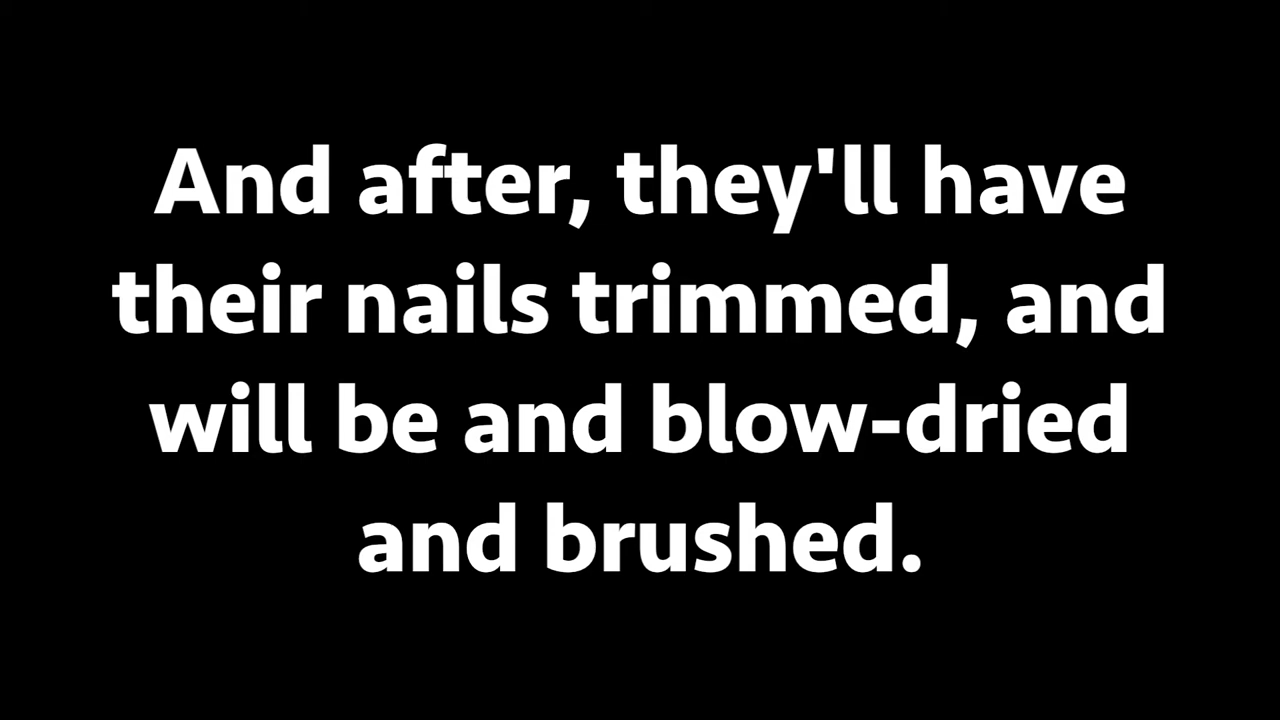 And after, they'll have
their nails trimmed, and
will be and blow-dried
and brushed.